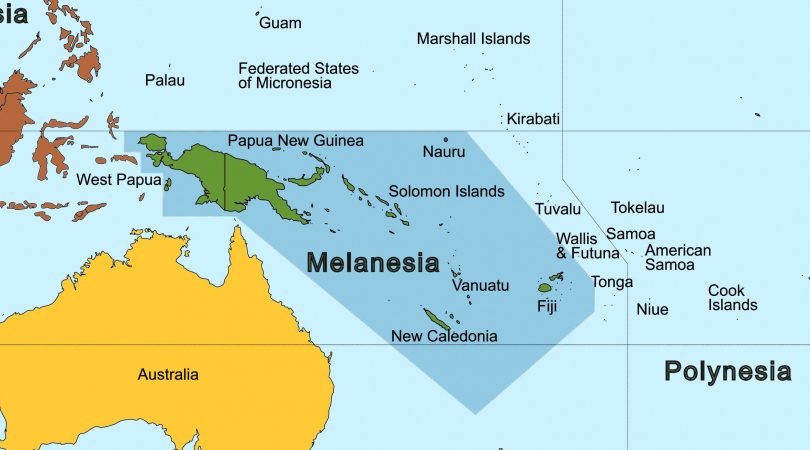 sia
Guam
Marshall Islands
Palau
Federated States
of Micronesia
Kirabati
Papua New Guinea
Nauru
West Papua
Solomon Islands
Tuvalu
Tokelau
Wallis
& Futuna
Samoa
American
Samoa
Melanesia
Vanuatu
Fiji
Tonga
Niue
Cook
Islands
New Caledonia
Australia
Polynesia